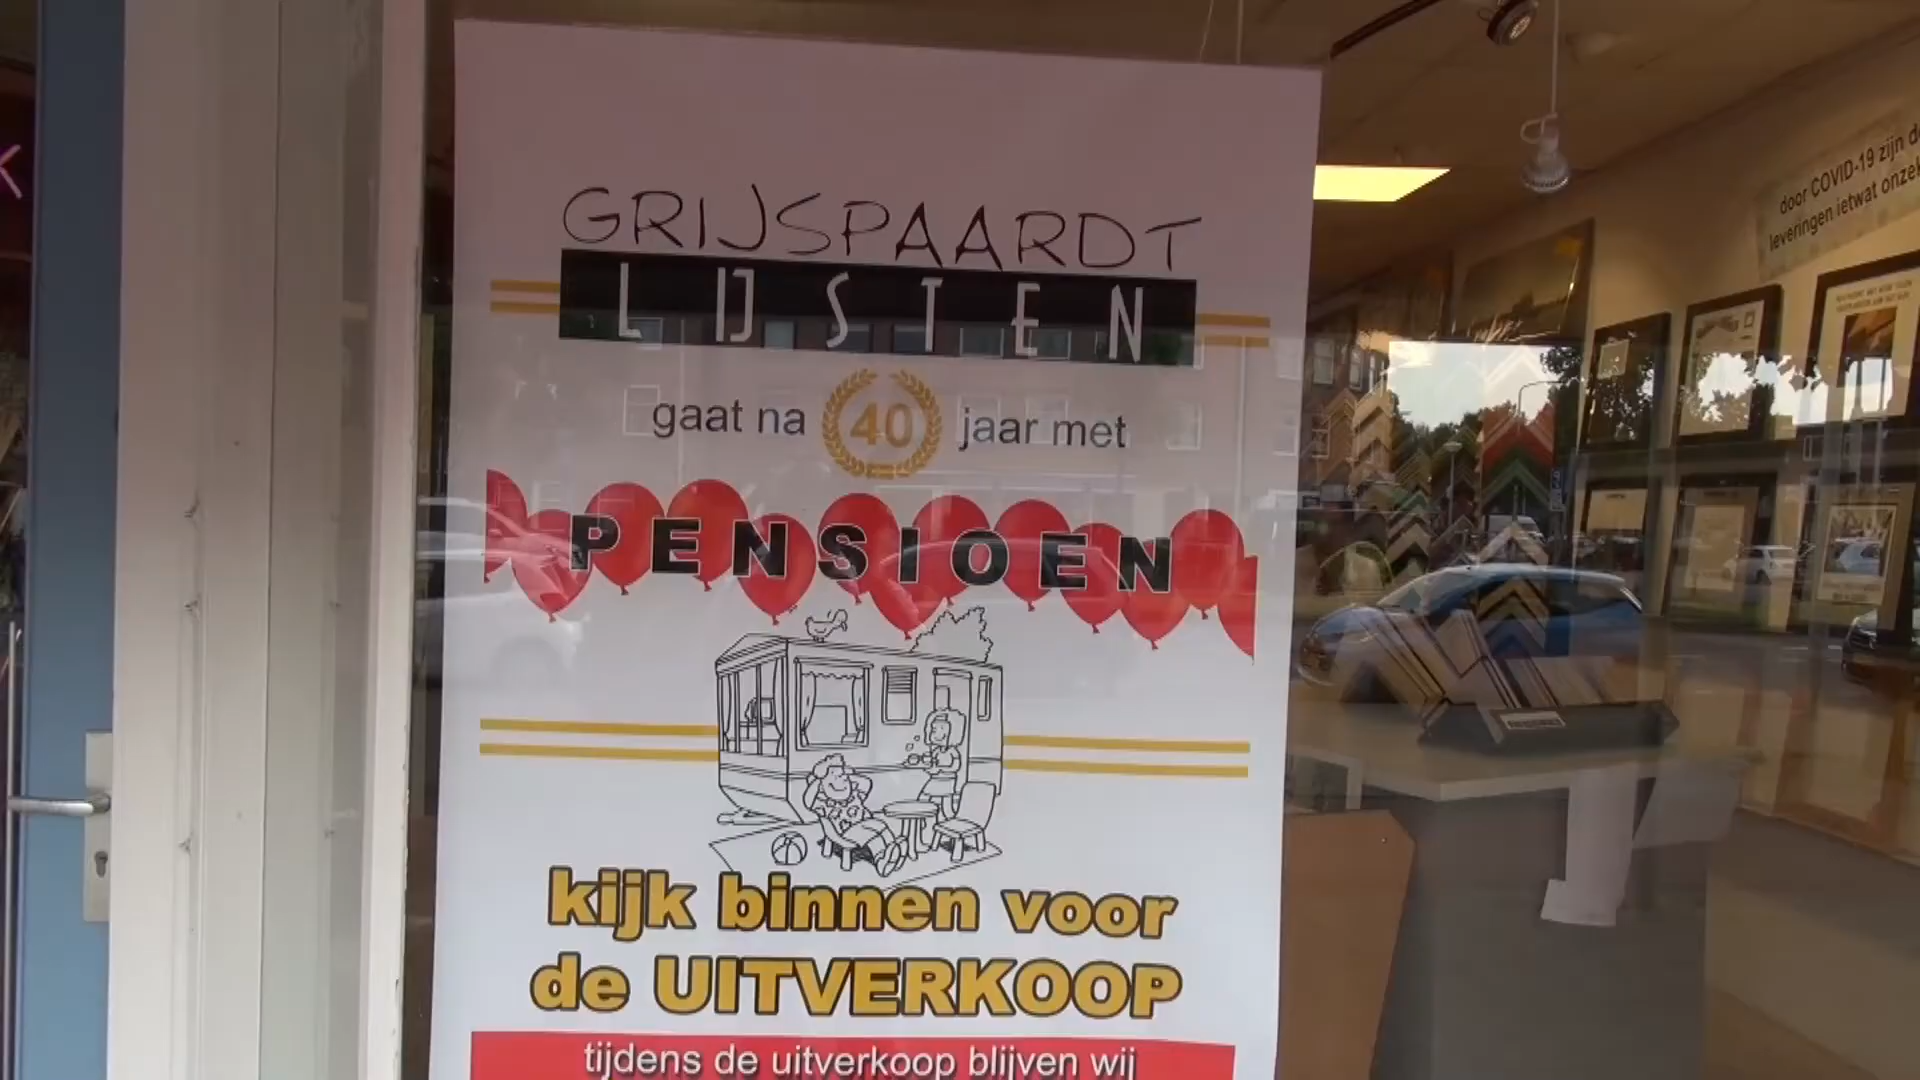 GRIJSPAARDT
LIJSTEN
gaat na 40 jaar met
PENSIOEN
kijk binnen voor
de UITVERKOOP
tijdens de uitverkoop blijven wij
door COVID-19 zijn
leveringen ietwat